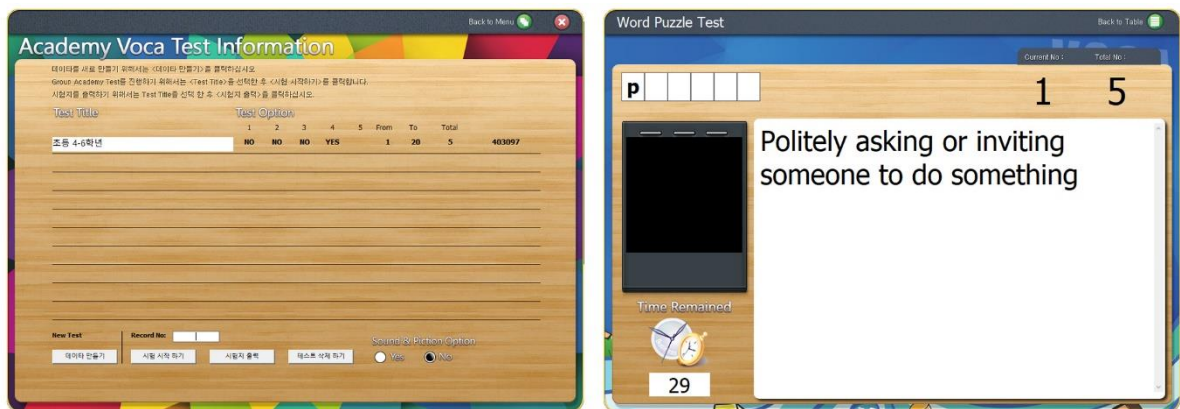 Back to Menu
Academy Voca Test Information
데이타를 새로 만들기 위해서는 <데이타 만들기>을 클릭하십시요
Group Academy Test를 진행하기 위해서는 <Test Title>을 선택한 후 <시험 시작하기>를 클릭합니다.
시험지를 출력하기 위해서는 Test Title을 선택 한 후 <시험지 출력>을 클릭하십시요.
Test Title Test Option
1 2 3 4 5 From To Total
초등 4-6학년 NO NO NO YES 1 20 5 403097
New Test Record No:
Sound & Piction Option
데이타 만들기 시험 시작 하기 시험지 출력 테스트 삭제 하기 Yes No
Word Puzzle Test Back to Table
Current No : Total No :
p 1 5
Politely asking or inviting
someone to do something
Time Remained
29